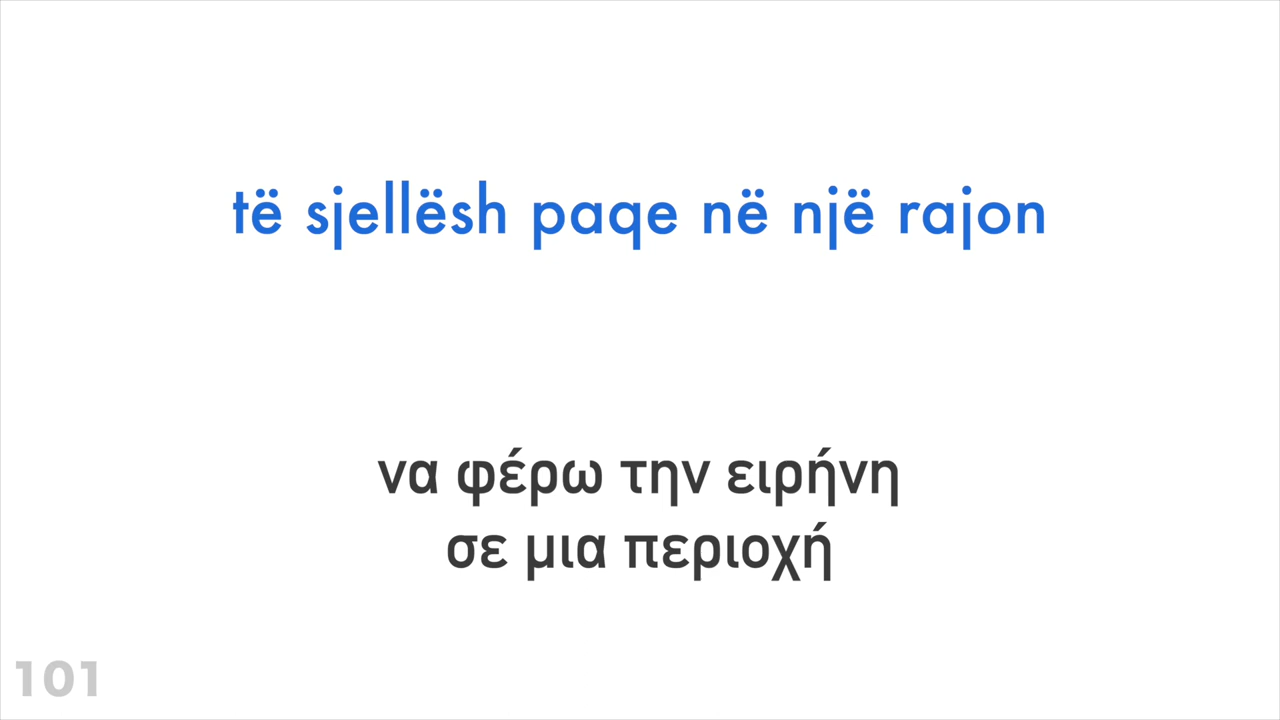 të sjellësh paqe në një rajon
να φέρω την ειρήνη
σε μια περιοχή
101